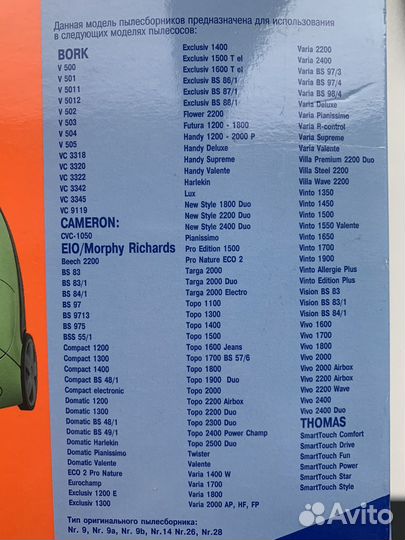 Данная модель пылесборников предназначена для использования
в следующих моделях пылесосов:
BORK
V 500
V 501
V 5011
V 5012
V 502
V 503
V 504
V 505
VC 3318
VC 3320
VC 3322
VC 3342
VC 3345
VC 9119
CAMERON:
CVC-1050
EIO/Morphy Richards
Beech 2200
BS 83
BS 83/1
BS 84/1
BS 97
BS 9713
BS 975
BSS 55/1
Compact 1200
Compact 1300
Compact 1400
Compact BS 48/1
Compact electronic
Domatic 1200
Domatic 1300
Domatic BS 48/1
Domatic BS 49/1
Domatic Harlekin
Domatic Pianissimo
Domatic Valente
ECO 2 Pro Nature
Eurochamp
Exclusiv 1200 E
Exclusiv 1300
Exclusiv 1400
Exclusiv 1500 T el
Exclusiv 1600 T el
Exclusiv BS 86/1
Exclusiv BS 87/1
Exclusiv BS 88/1
Flower 2200
Futura 1200 - 1800
Handy 1200 - 2000 P
Handy Deluxe
Handy Supreme
Handy Valente
Harlekin
Lux
New Style 1800 Duo
New Style 2200 Duo
New Style 2400 Duo
Pianissimo
Pro Edition 1500
Pro Nature ECO 2
Targa 2000
Targa 2000 Duo
Targa 2000 Electro
Topo 1100
Topo 1300
Topo 1400
Topo 1500
Topo 1600 Jeans
Topo 1700 BS 57/6
Topo 1800
Topo 1900 Duo
Topo 2000
Topo 2200 Airbox
Topo 2200 Duo
Topo 2300 Duo
Topo 2400 Power Champ
Topo 2500 Duo
Twister
Valente
Varia 1400 W
Varia 1700
Varia 1800
Varia 2000 AP, HF, FP
Varia 2200
Varia 2400
Varia BS 97/3
Varia BS 97/4
Varia BS 98/4
Varia Deluxe
Varia Pianissimo
Varia R-control
Varia Supreme
Varia Valente
Villa Premium 2200 Duo
Villa Steel 2200
Villa Wave 2200
Vinto 1350
Vinto 1450
Vinto 1500
Vinto 1550 Valente
Vinto 1650
Vinto 1700
Vinto 1900
Vinto Allergie Plus
Vinto Edition Plus
Vision BS 83/1
Vision BS 84/1
Vivo 1600
Vivo 1700
Vivo 1800
Vivo 2000
Vivo 2000 Airbox
Vivo 2200 Airbox
Vivo 2200 Wave
Vivo 2400
Vivo 2400 Duo
THOMAS
SmartTouch Comfort
SmartTouch Drive
SmartTouch Fun
SmartTouch Power
SmartTouch Star
SmartTouch Style
Тип оригинального пылесборника:
Nr. 9, Nr. 9a, Nr. 9b, Nr.14 Nr.26, Nr.28
Avito